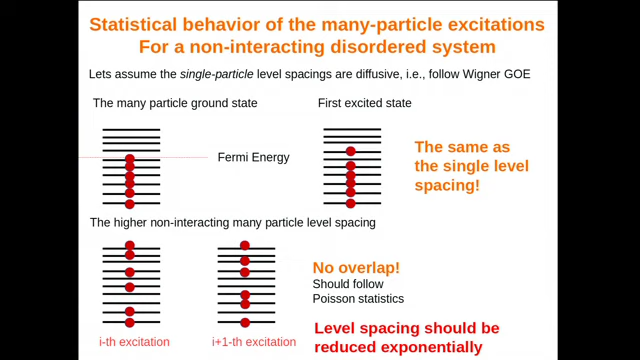 Statistical behavior of the many-particle excitations
For a non-interacting disordered system
Lets assume the single-particle level spacings are diffusive, i.e., follow Wigner GOE
The many particle ground state
First excited state
Fermi Energy
The same as
the single level
spacing!
The higher non-interacting many particle level spacing
No overlap!
Should follow
Poisson statistics
Level spacing should be
reduced exponentially
i-th excitation
i+1-th excitation